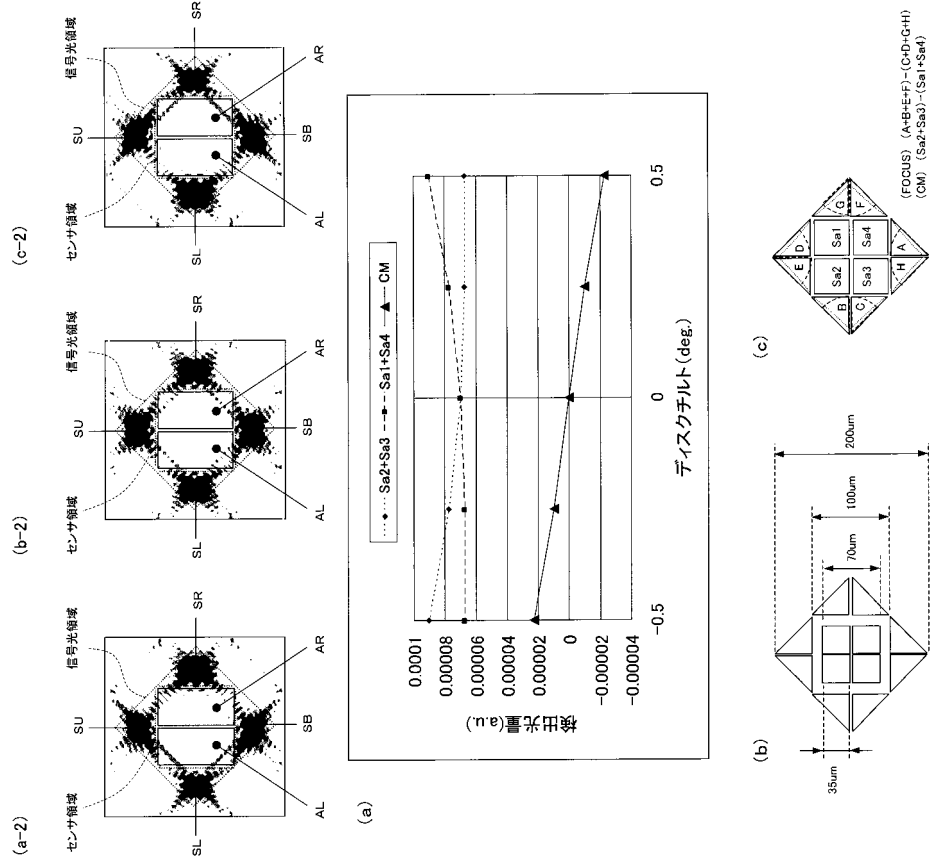 (a-2)
センサ領域
SU
信号光領域
SL
SR
AL
SB
AR
(b-2)
センサ領域
SU
信号光領域
SL
SR
AL
SB
AR
(c-2)
センサ領域
SU
信号光領域
SL
SR
AL
SB
AR
(a)
Sa2+Sa3
Sa1+Sa4
CM
検出光量(a.u.)
0.0001
0.00008
0.00006
0.00004
0.00002
0
-0.00002
-0.00004
-0.5
0
0.5
ディスクチルト(deg.)
(b)
35um
70um
100um
200um
(c)
E
D
B
Sa2
Sa1
G
C
Sa3
Sa4
F
H
A
(FOCUS) (A+B+E+F)-(C+D+G+H)
(CM) (Sa2+Sa3)-(Sa1+Sa4)